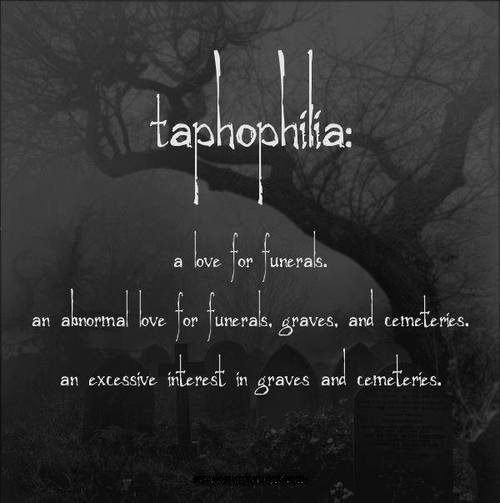 taphophilia:
a love for funerals.
an abnormal love for funerals, graves, and cemeteries.
an excessive interest in graves and cemeteries.